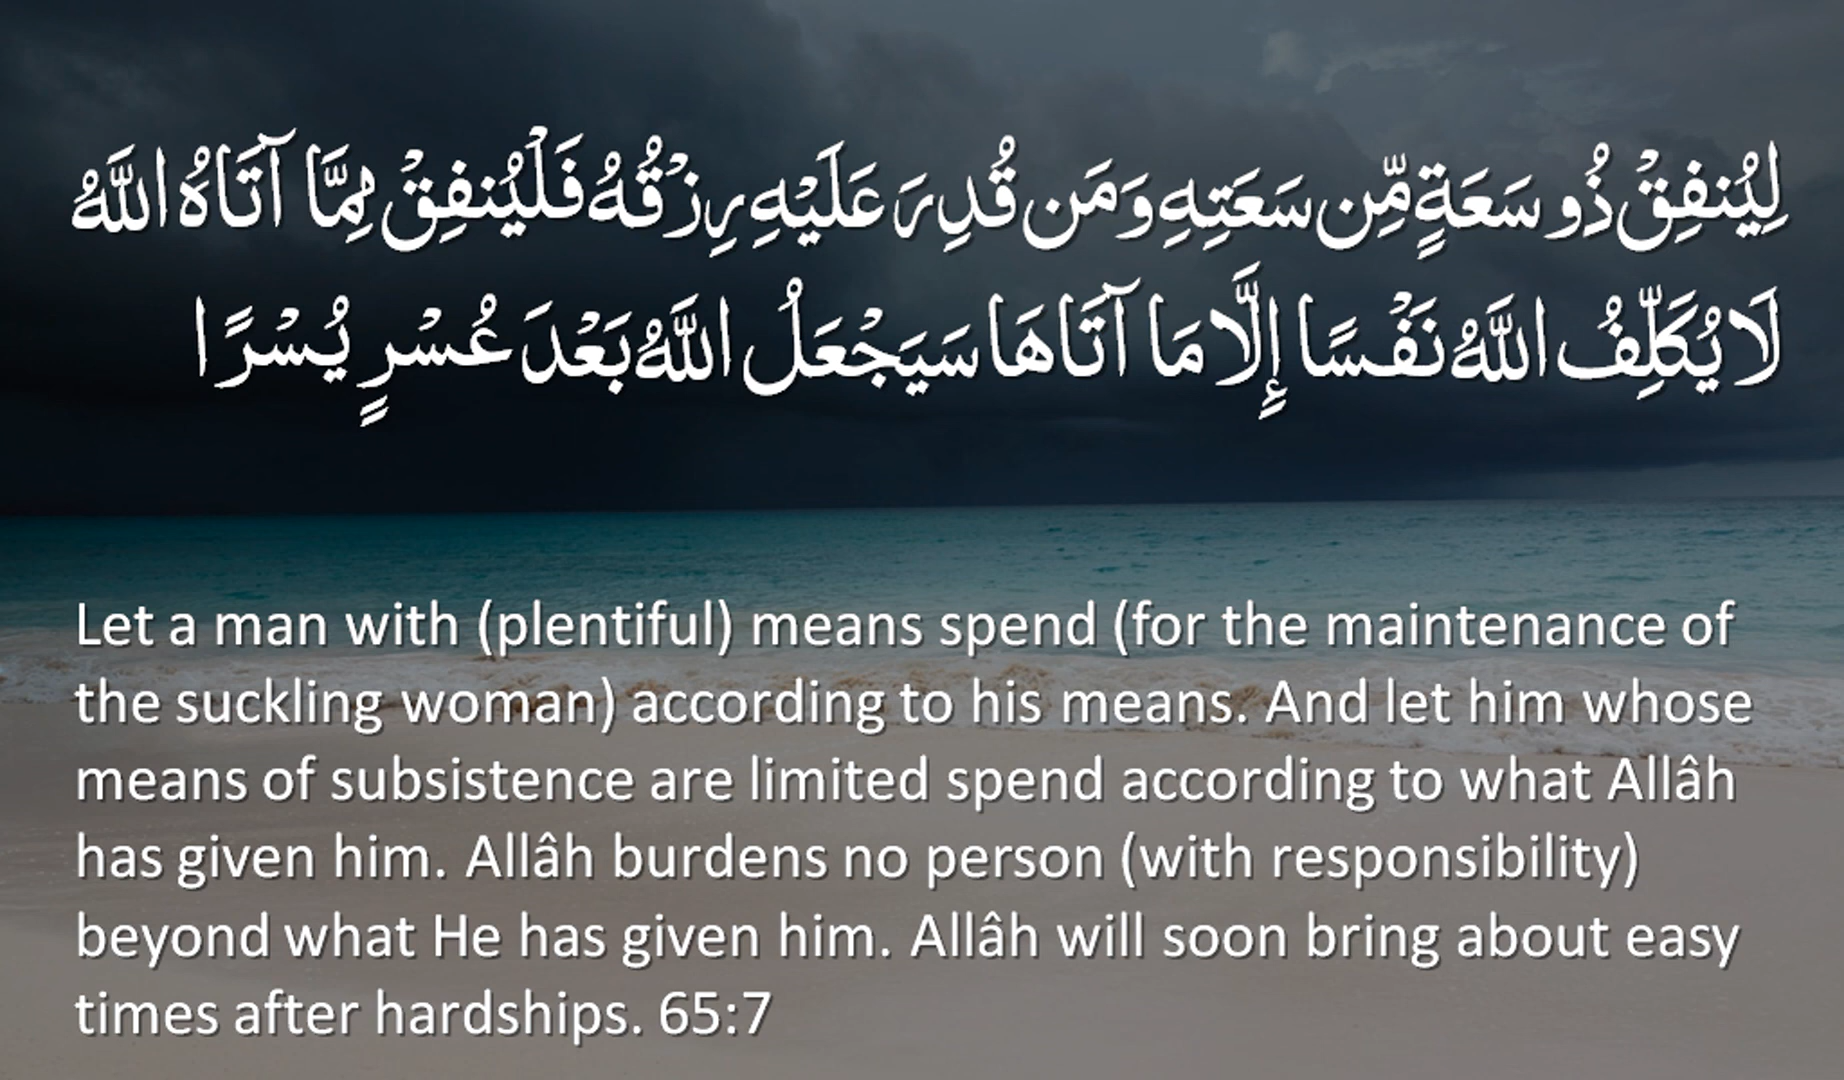 لِيُنفِقْ ذُو سَعَةٍ مِّن سَعَتِهِ وَمَن قُدِرَ عَلَيْهِ رِزْقُهُ فَلْيُنفِقْ مِمَّا آتَاهُ اللَّهُ
لَا يُكَلِّفُ اللَّهُ نَفْسًا إِلَّا مَا آتَاهَا سَيَجْعَلُ اللَّهُ بَعْدَ عُسْرٍ يُسْرًا
Let a man with (plentiful) means spend (for the maintenance of
the suckling woman) according to his means. And let him whose
means of subsistence are limited spend according to what Allâh
has given him. Allâh burdens no person (with responsibility)
beyond what He has given him. Allâh will soon bring about easy
times after hardships. 65:7